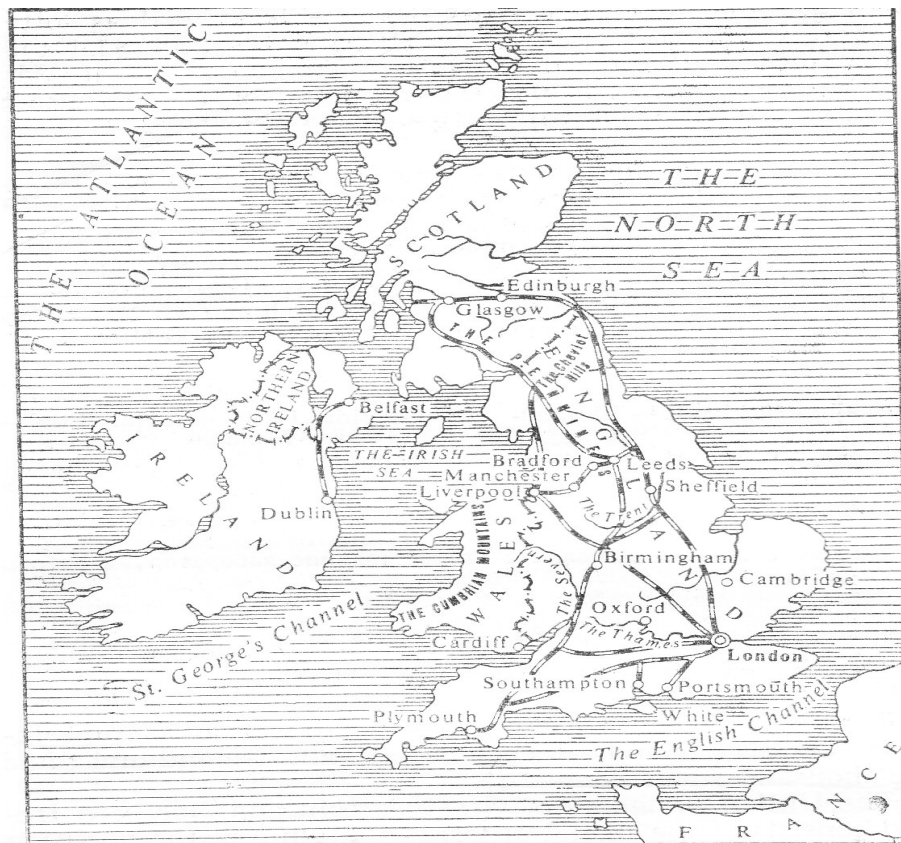 THE ATLANTIC
OCEAN
SCOTLAND
THE
NORTH
SEA
Edinburgh
Glasgow
THE PENNINES
The Cheviot
Hills
ENGLAND
NORTHERN
IRELAND
Belfast
IRELAND
THE IRISH
SEA
Bradford
Leeds
Manchester
Liverpool
Sheffield
The Trent
Dublin
THE CUMBRIAN MOUNTAINS
WALES
The Severn
Birmingham
Cambridge
Oxford
The Thames
Cardiff
London
St. George's Channel
Southampton
Portsmouth
Plymouth
White
The English Channel
FRANCE